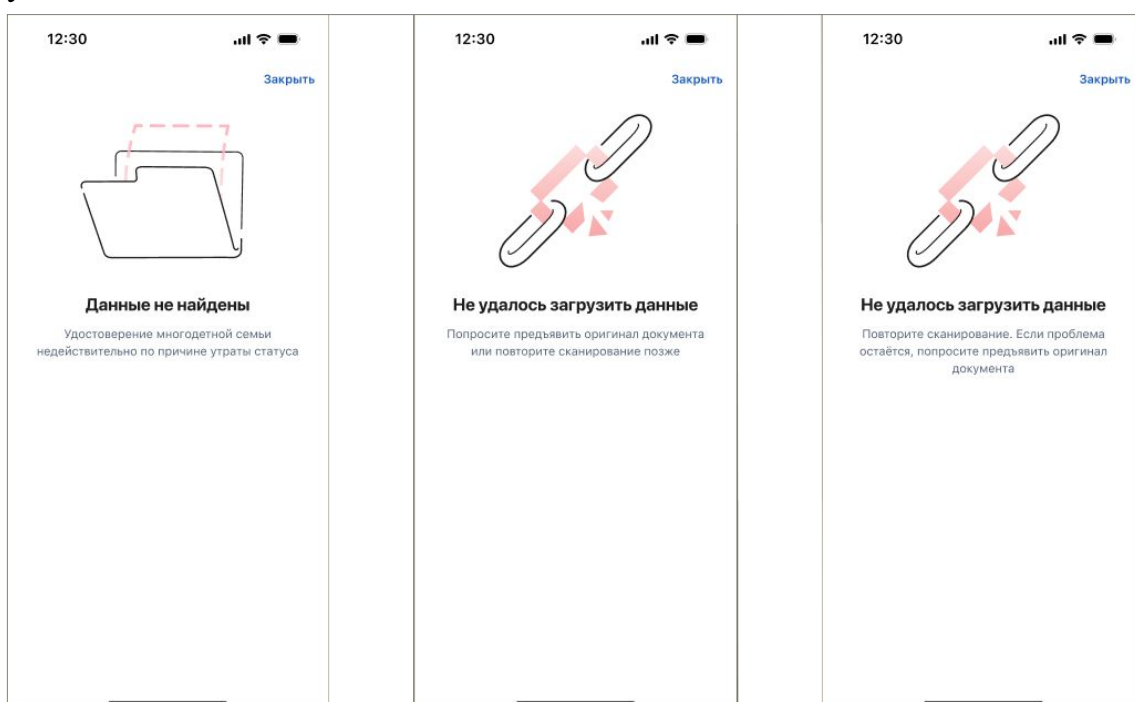 12:30
Закрыть
Данные не найдены
Удостоверение многодетной семьи
недействительно по причине утраты статуса
12:30
Закрыть
Не удалось загрузить данные
Попросите предъявить оригинал документа
или повторите сканирование позже
12:30
Закрыть
Не удалось загрузить данные
Повторите сканирование. Если проблема
остаётся, попросите предъявить оригинал
документа